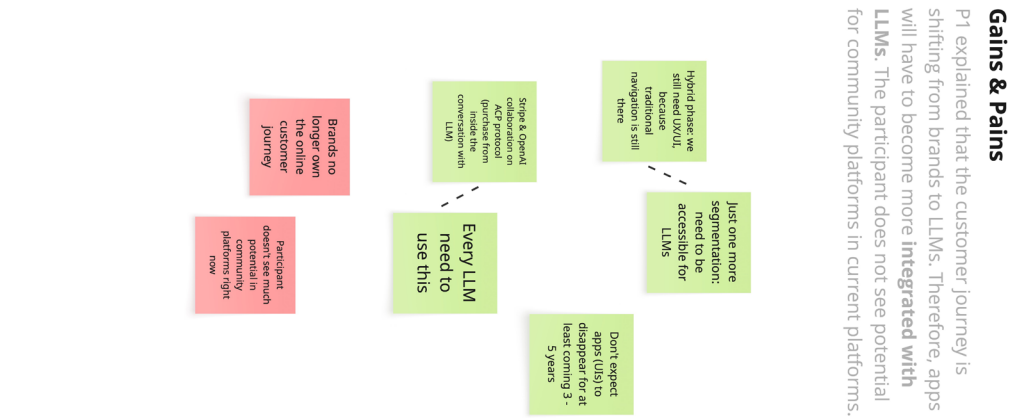 Gains & Pains
P1 explained that the customer journey is
shifting from brands to LLMs. Therefore, apps
will have to become more integrated with
LLMs. The participant does not see potential
for community platforms in current platforms.
Hybrid phase: we
still need UX/UI,
because
traditional
navigation is still
there
Just one more
segmentation:
need to be
accessible for
LLMs
Don't expect
apps (UIs) to
disappear for at
least coming 3 -
5 years
Stripe & OpenAI
collaboration on
ACP protocol
(purchase from
inside the
conversation with
LLM)
Every LLM
need to
use this
Brands no
longer own
the online
customer
journey
Participant
doesn't see much
potential in
community
platforms right
now